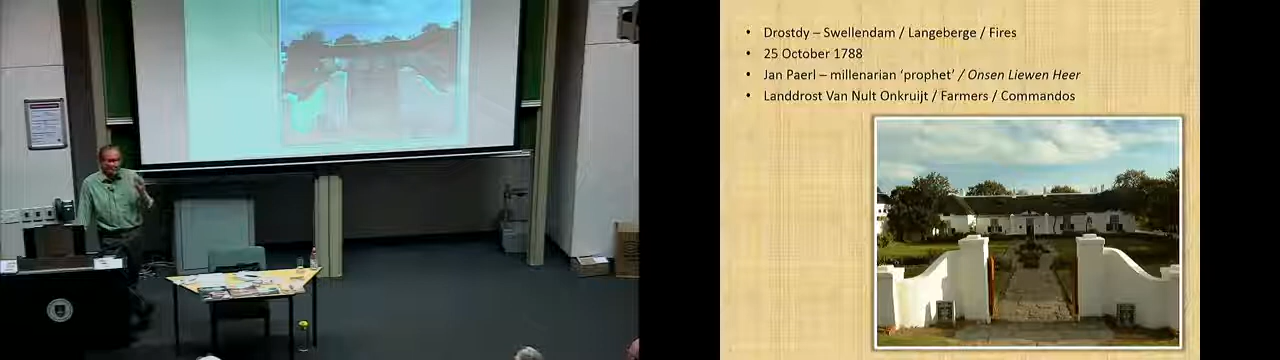 • Drostdy – Swellendam / Langeberge / Fires
• 25 October 1788
• Jan Paerl – millenarian ‘prophet’ / Onsen Liewen Heer
• Landdrost Van Nult Onkruijt / Farmers / Commandos